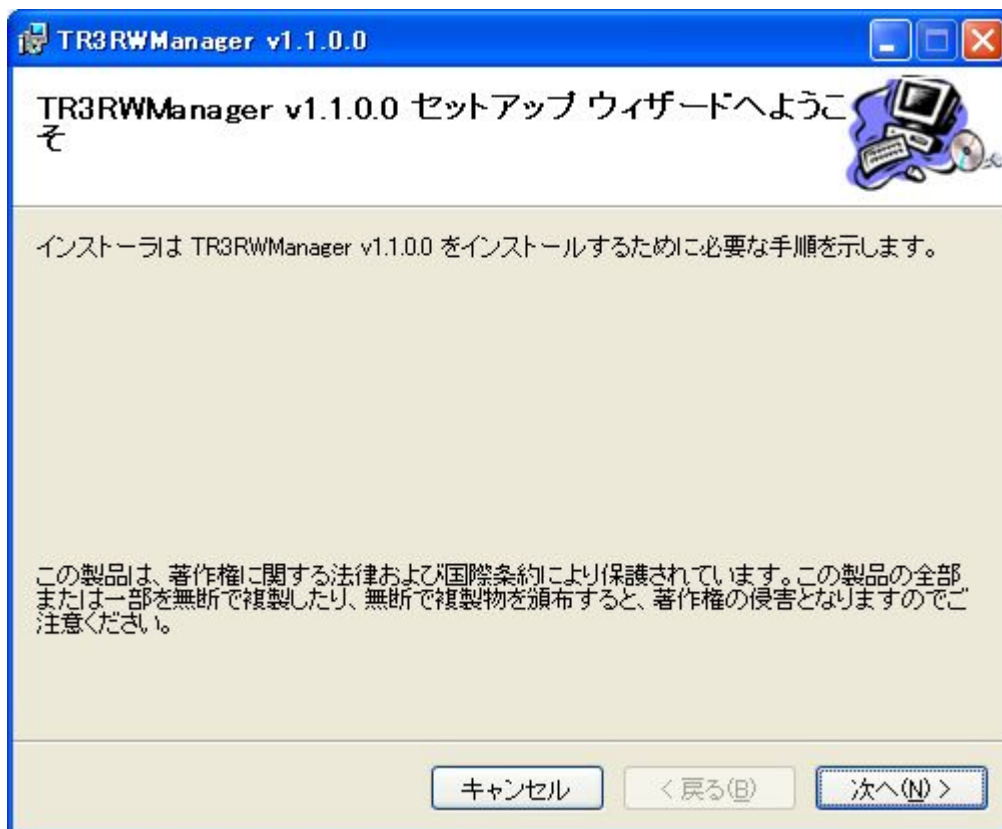 TR3RWManager v1.1.0.0
TR3RWManager v1.1.0.0 セットアップ ウィザードへようこ
そ
インストーラは TR3RWManager v1.1.0.0 をインストールするために必要な手順を示します。
この製品は、著作権に関する法律および国際条約により保護されています。この製品の全部
または一部を無断で複製したり、無断で複製物を頒布すると、著作権の侵害となりますのでご
注意ください。
キャンセル
< 戻る(B)
次へ(N) >